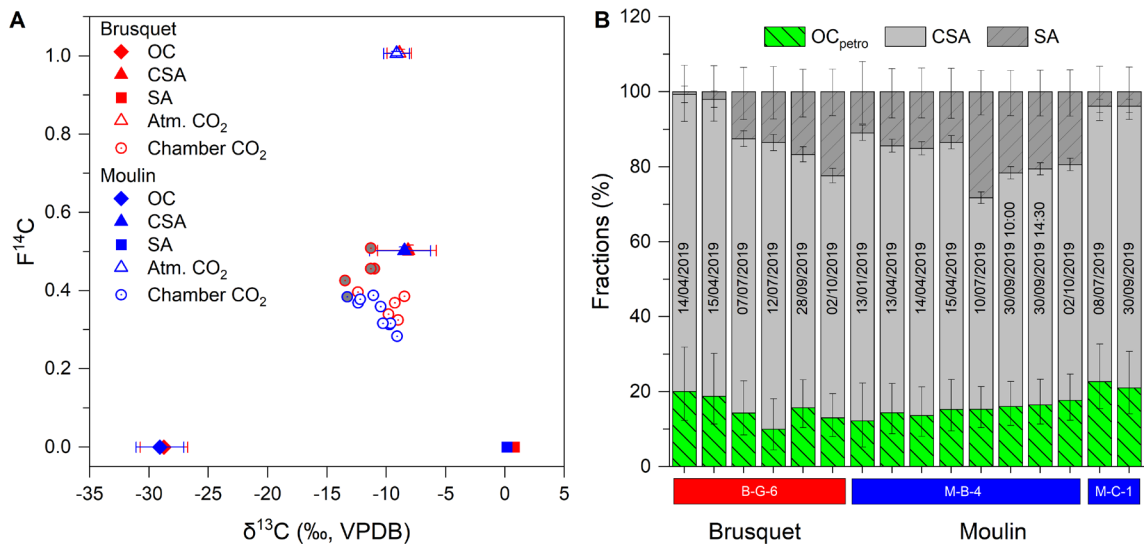 A
Brusquet
OC
CSA
SA
Atm. CO₂
Chamber CO₂
Moulin
OC
CSA
SA
Atm. CO₂
Chamber CO₂
1.0
0.8
0.6
0.4
0.2
0.0
F¹⁴C
-35 -30 -25 -20 -15 -10 -5 0 5
δ¹³C (‰, VPDB)
B
OCpetro CSA SA
120
100
80
60
40
20
0
Fractions (%)
14/04/2019
15/04/2019
07/07/2019
12/07/2019
28/09/2019
02/10/2019
13/01/2019
13/04/2019
14/04/2019
15/04/2019
10/07/2019
30/09/2019 10:00
30/09/2019 14:30
02/10/2019
08/07/2019
30/09/2019
B-G-6 M-B-4 M-C-1
Brusquet Moulin